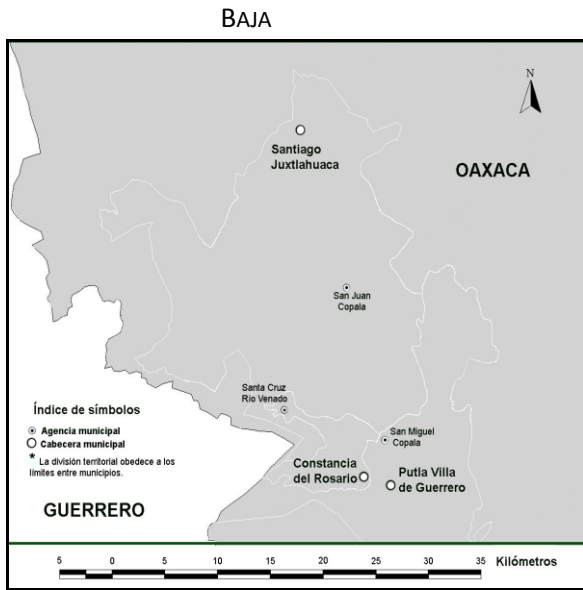 BAJA
N
Santiago
Juxtlahuaca
OAXACA
San Juan
Copala
Santa Cruz
Rio Venado
San Miguel
Copala
Constancia
del Rosario
Putla Villa
de Guerrero
Índice de símbolos
Agencia municipal
Cabecera municipal
* La división territorial obedece a los
límites entre municipios.
GUERRERO
5 0 5 10 15 20 25 30 35 Kilómetros